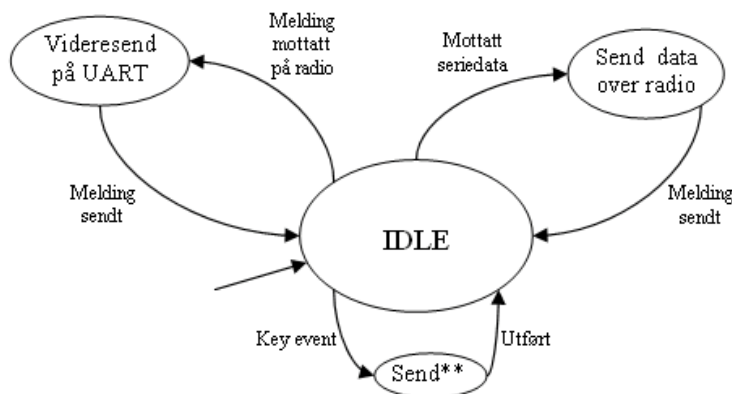 Videresend
på UART
Melding
mottatt
på radio
Mottatt
seriedata
Send data
over radio
Melding
sendt
Melding
sendt
IDLE
Key event
Utført
Send**